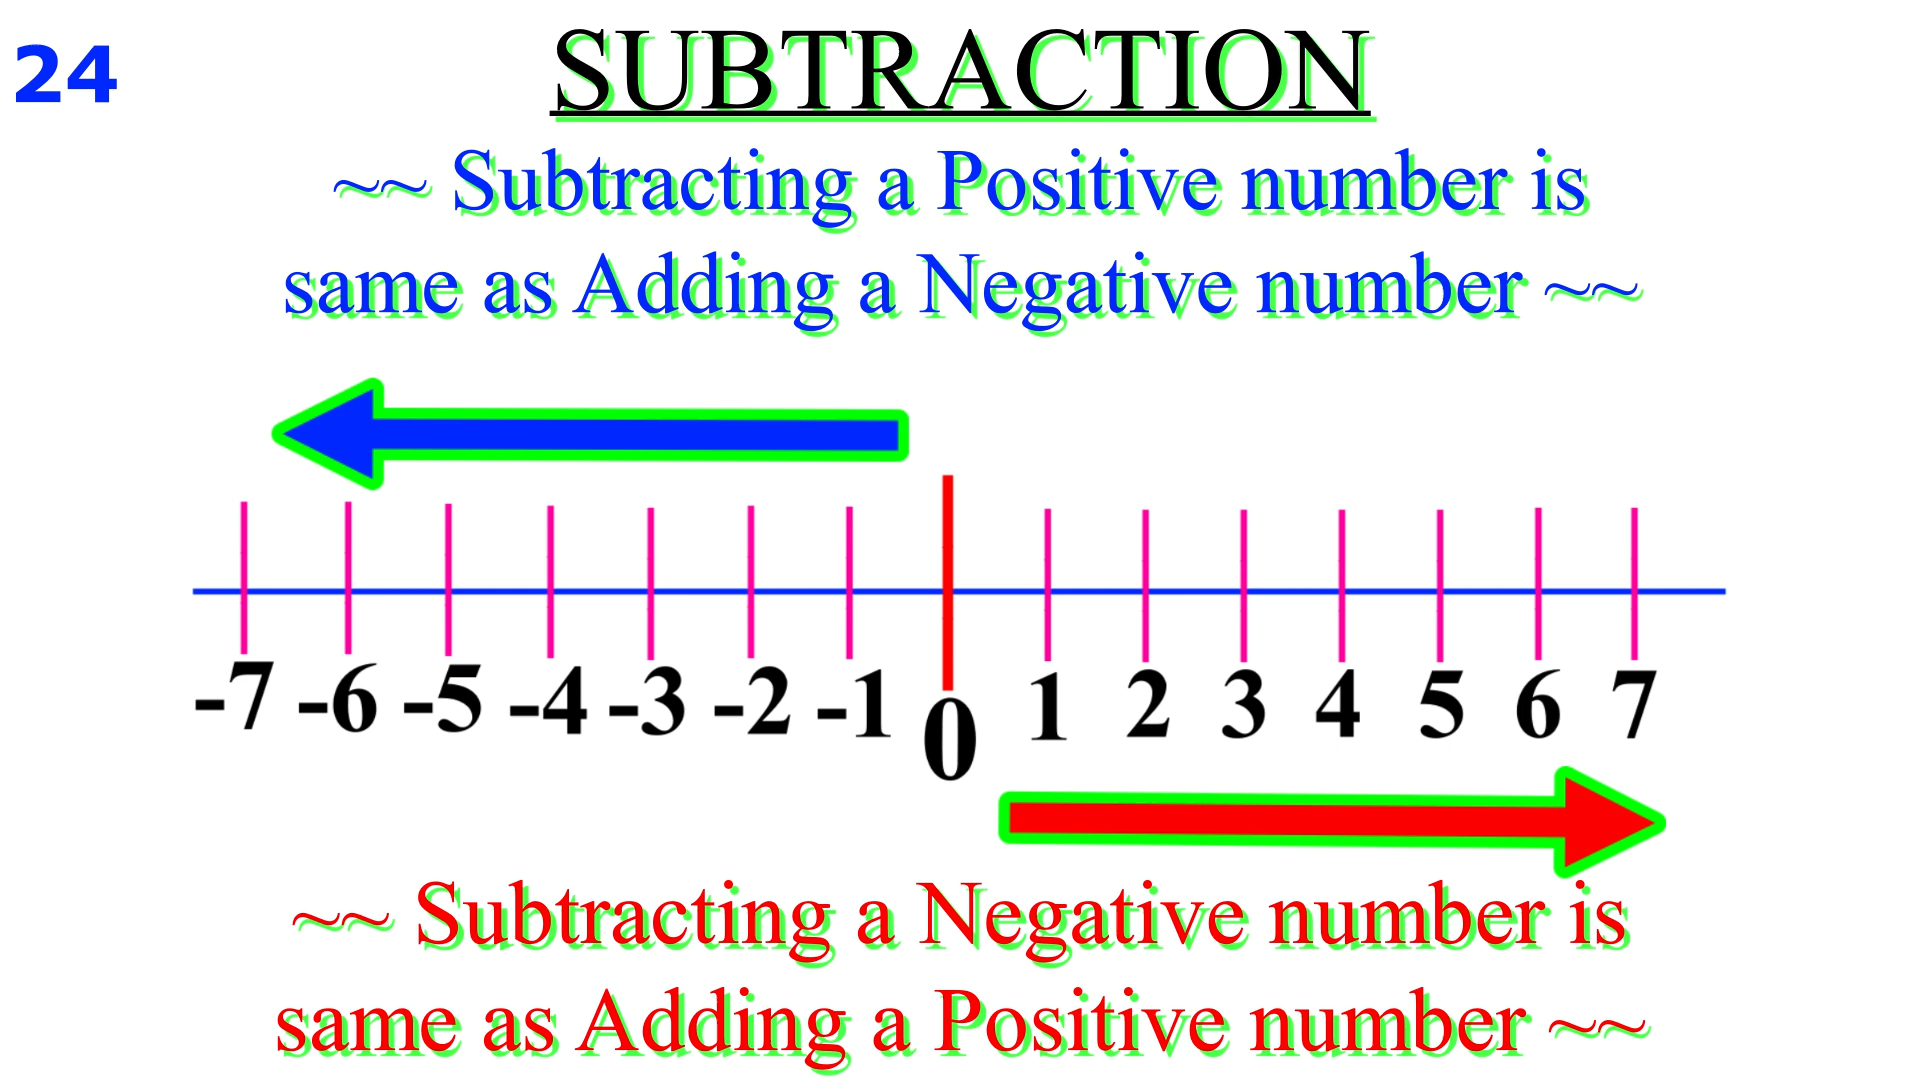 24
SUBTRACTION
~~ Subtracting a Positive number is
same as Adding a Negative number ~~
-7 -6 -5 -4 -3 -2 -1 0 1 2 3 4 5 6 7
~~ Subtracting a Negative number is
same as Adding a Positive number ~~